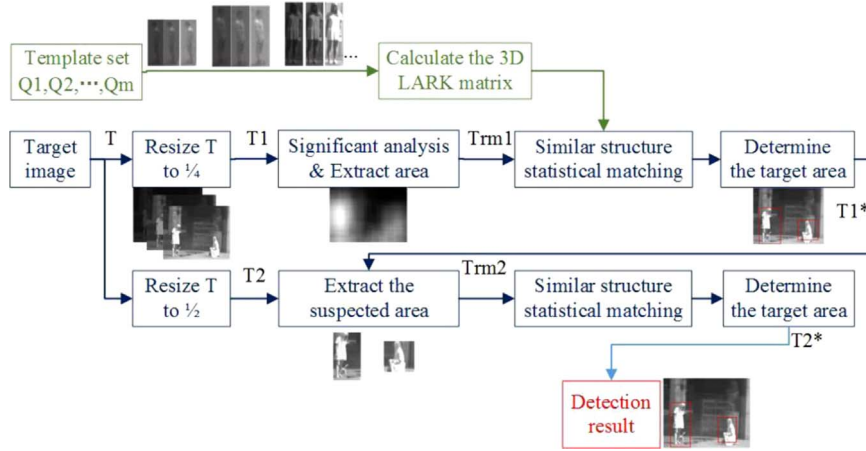 Template set
Q1,Q2,···,Qm
...
Calculate the 3D
LARK matrix
Target
image
T
Resize T
to ¼
T1
Significant analysis
& Extract area
Trm1
Similar structure
statistical matching
Determine
the target area
T1*
Resize T
to ½
T2
Extract the
suspected area
Trm2
Similar structure
statistical matching
Determine
the target area
T2*
Detection
result